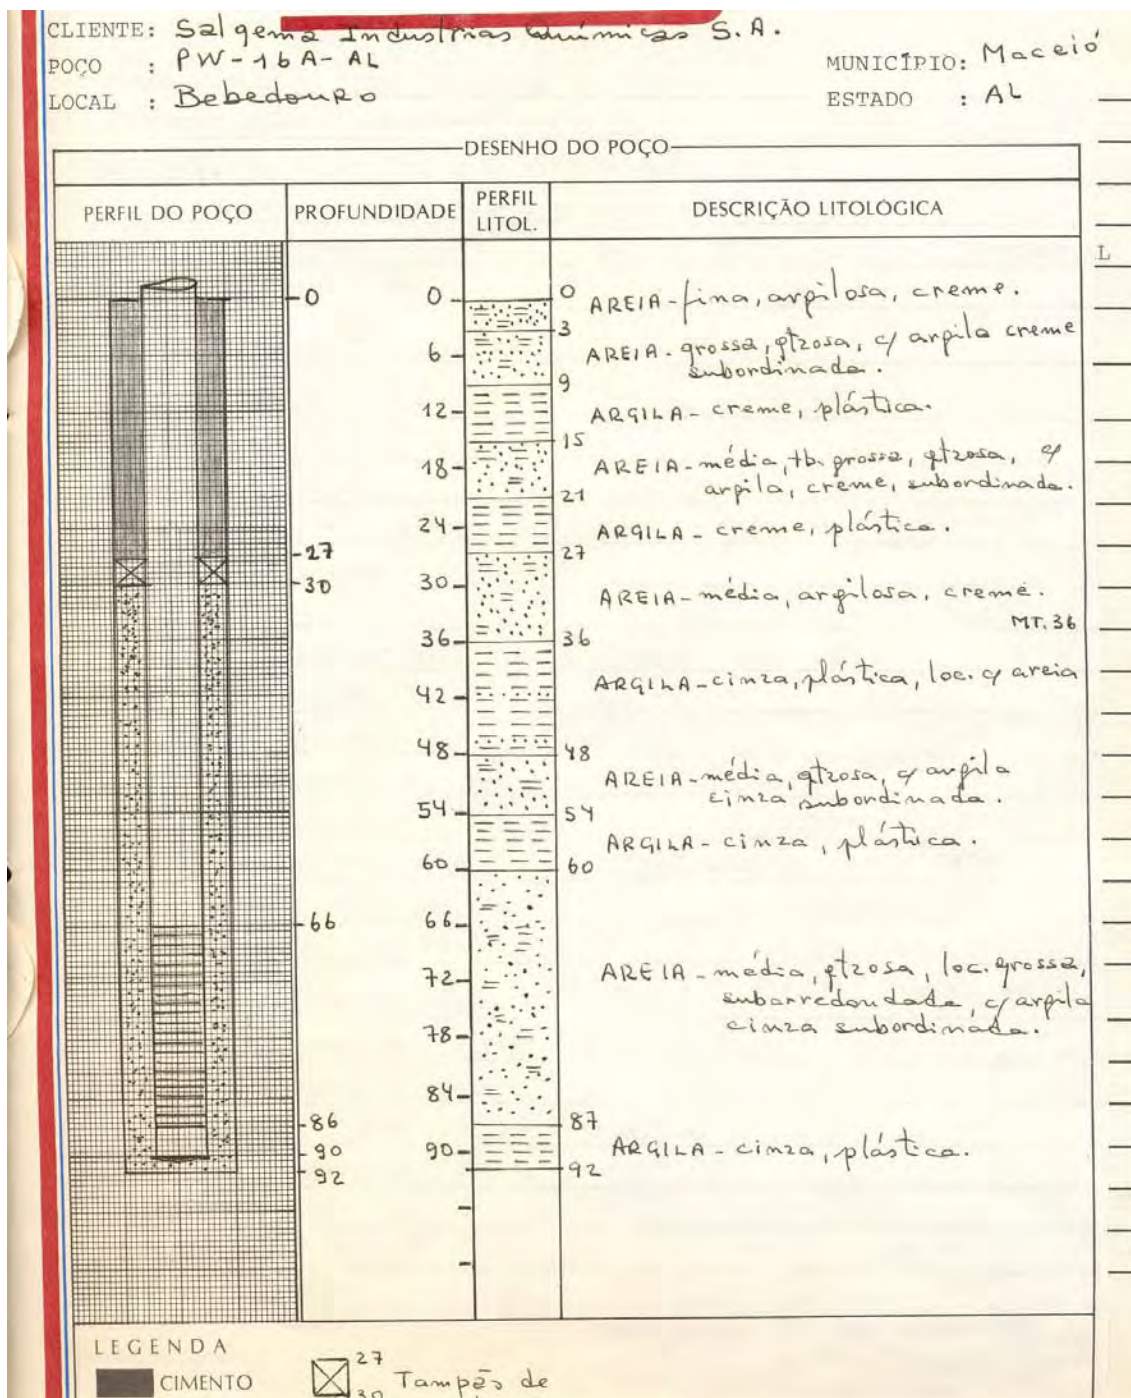 CLIENTE: Salgema Industrias Químicas S.A.
POÇO : PW-16A-AL
MUNICÍPIO: Maceió
LOCAL : Bebedouro
ESTADO : AL
DESENHO DO POÇO
PERFIL DO POÇO
PROFUNDIDADE
PERFIL LITOL.
DESCRIÇÃO LITOLÓGICA
L
0 0 0 AREIA-fina, argilosa, creme.
3
6 AREIA-grossa, qtzosa, c/ argila creme
subordinada.
9
12 ARGILA-creme, plástica.
15
18 AREIA-média, tb. grossa, qtzosa, c/
argila, creme, subordinada.
21
24 ARGILA-creme, plástica.
27 27
30 30 AREIA-média, argilosa, creme.
MT.36
36 36
42 ARGILA-cinza, plástica, loc. c/ areia
48 48
AREIA-média, qtzosa, c/ argila
cinza subordinada.
54 54
ARGILA-cinza, plástica.
60 60
66 66
72 AREIA-média, qtzosa, loc. grossa,
subarredondada, c/ argila
cinza subordinada.
78
84
86 87
90 90 ARGILA-cinza, plástica.
92 92
LEGENDA
CIMENTO
27
30 Tampão de